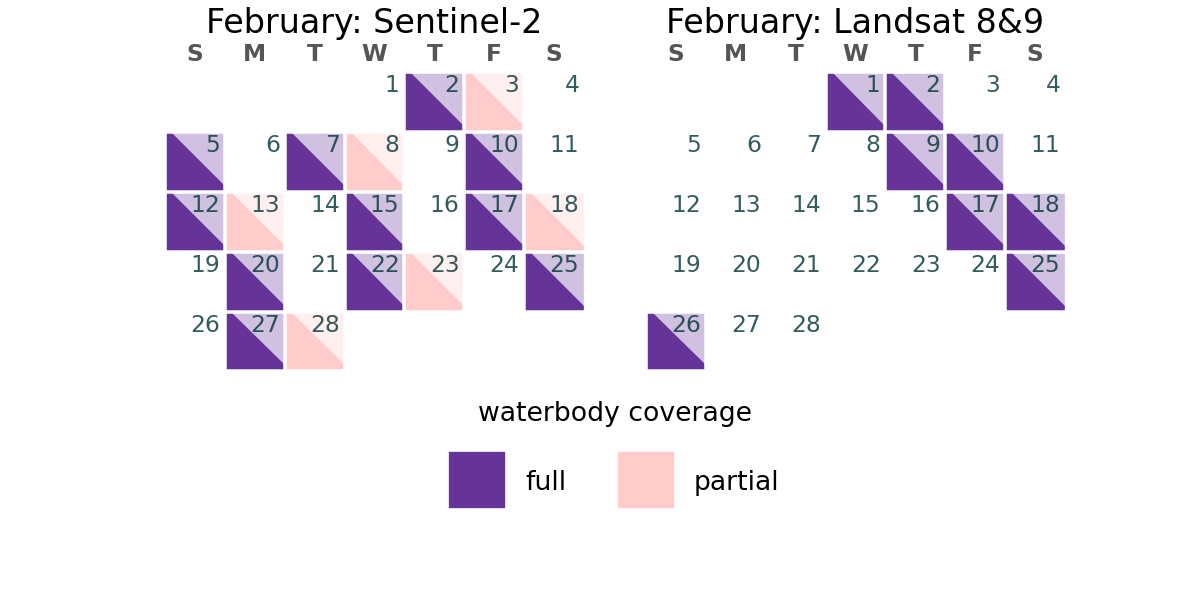 February: Sentinel-2
S M T W T F S
1 2 3 4
5 6 7 8 9 10 11
12 13 14 15 16 17 18
19 20 21 22 23 24 25
26 27 28
February: Landsat 8&9
S M T W T F S
1 2 3 4
5 6 7 8 9 10 11
12 13 14 15 16 17 18
19 20 21 22 23 24 25
26 27 28
waterbody coverage
full partial